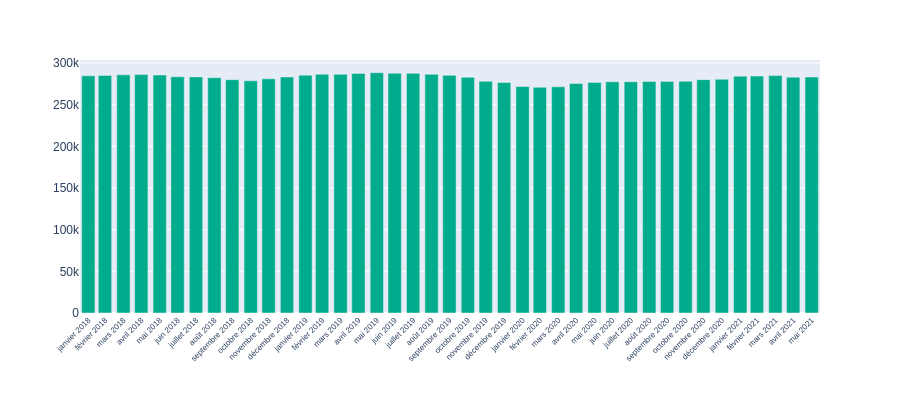 300k
250k
200k
150k
100k
50k
0
janvier 2018
février 2018
mars 2018
avril 2018
mai 2018
juin 2018
juillet 2018
août 2018
septembre 2018
octobre 2018
novembre 2018
décembre 2018
janvier 2019
février 2019
mars 2019
avril 2019
mai 2019
juin 2019
juillet 2019
août 2019
septembre 2019
octobre 2019
novembre 2019
décembre 2019
janvier 2020
février 2020
mars 2020
avril 2020
mai 2020
juin 2020
juillet 2020
août 2020
septembre 2020
octobre 2020
novembre 2020
décembre 2020
janvier 2021
février 2021
mars 2021
avril 2021
mai 2021